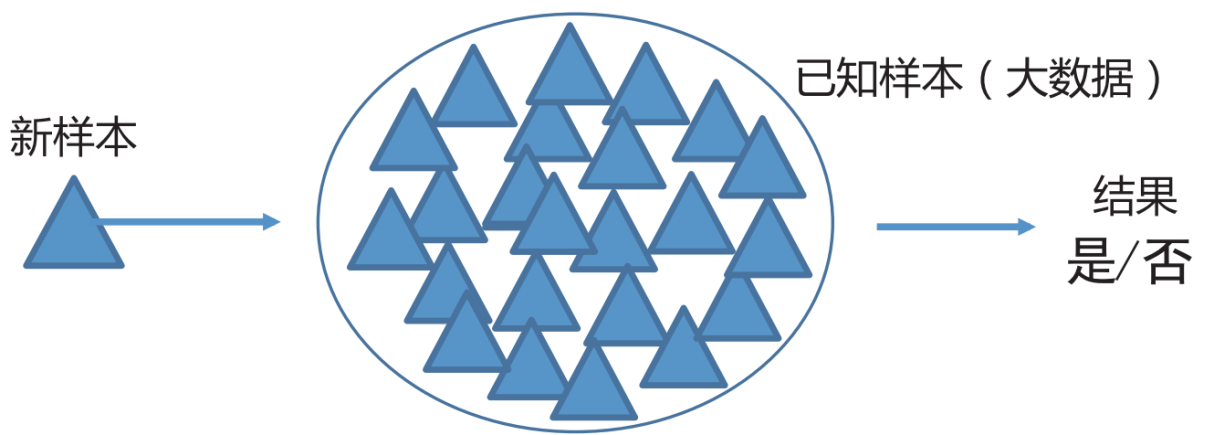 新样本
已知样本（大数据）
结果
是/否